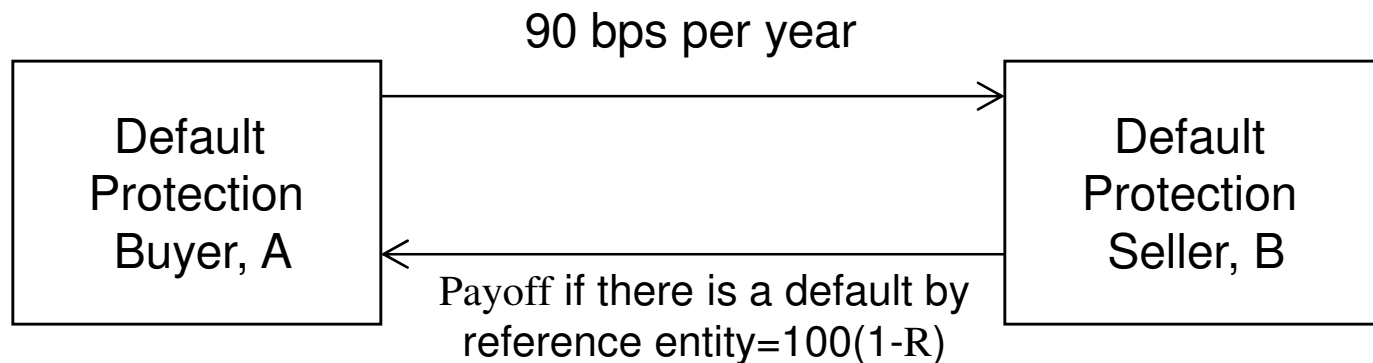 90 bps per year
Default
Protection
Buyer, A
Default
Protection
Seller, B
Payoff if there is a default by
reference entity=100(1-R)